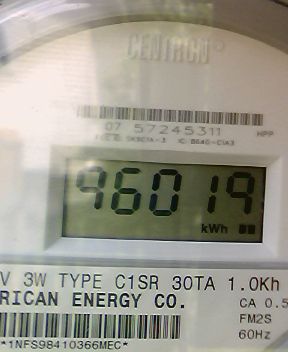 CENTRON®
07 57245311 HPP
96019
kWh
V 3W TYPE C1SR 30TA 1.0Kh
RICAN ENERGY CO.
CA 0.5
FM2S
60Hz
*1NFS98410366MEC*